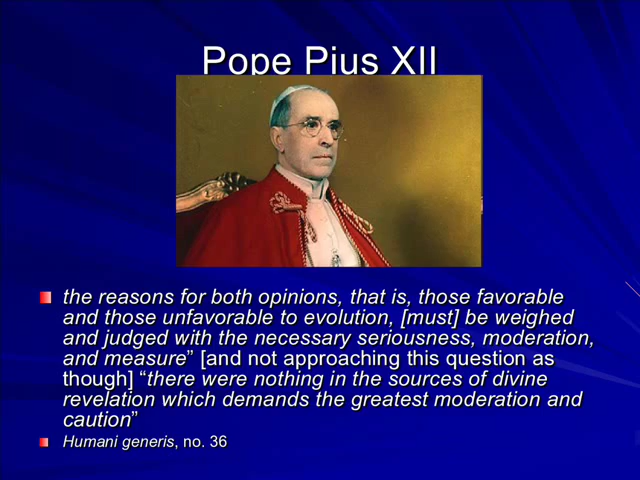 Pope Pius XII
the reasons for both opinions, that is, those favorable
and those unfavorable to evolution, [must] be weighed
and judged with the necessary seriousness, moderation,
and measure” [and not approaching this question as
though] “there were nothing in the sources of divine
revelation which demands the greatest moderation and
caution”
Humani generis, no. 36